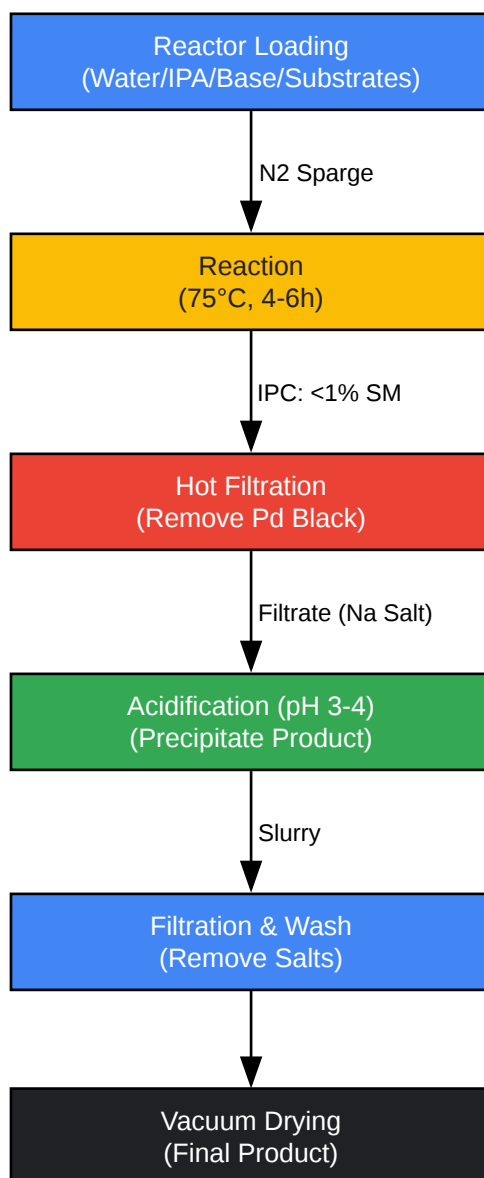 Reactor Loading
(Water/IPA/Base/Substrates)
N2 Sparge
Reaction
(75°C, 4-6h)
IPC: <1% SM
Hot Filtration
(Remove Pd Black)
Filtrate (Na Salt)
Acidification (pH 3-4)
(Precipitate Product)
Slurry
Filtration & Wash
(Remove Salts)
Vacuum Drying
(Final Product)